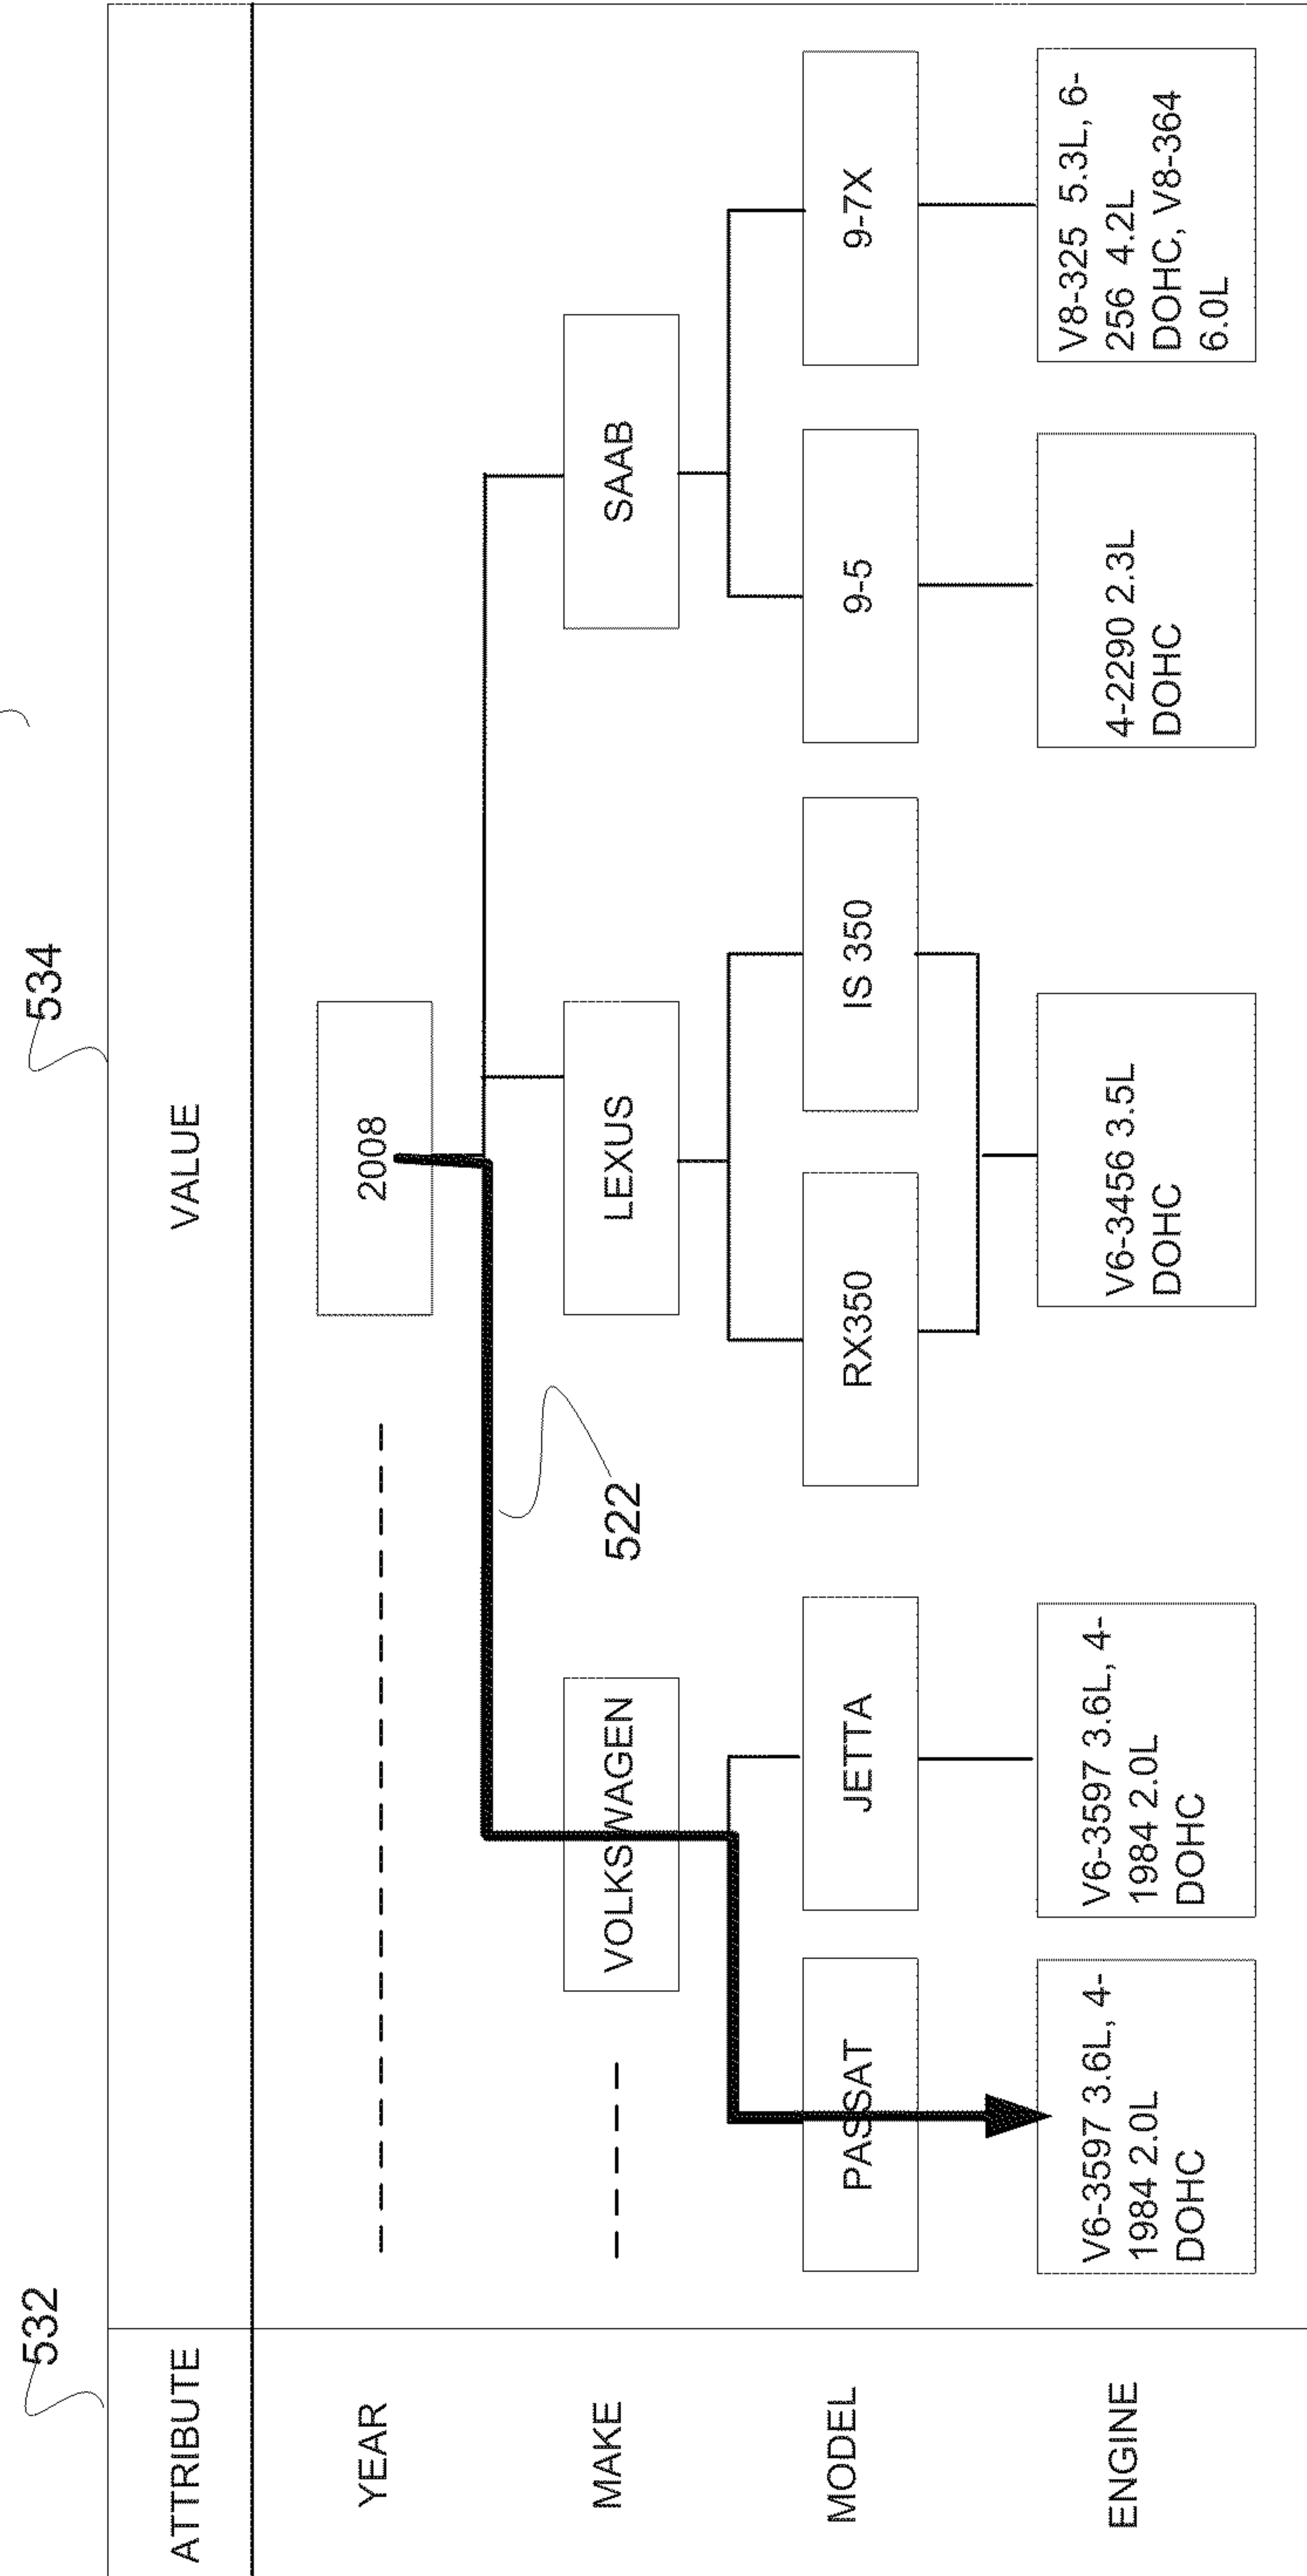 532
534
ATTRIBUTE
VALUE
YEAR
2008
522
MAKE
VOLKSWAGEN
LEXUS
SAAB
MODEL
PASSAT
JETTA
RX350
IS 350
9-5
9-7X
ENGINE
V6-3597 3.6L, 4-
1984 2.0L
DOHC
V6-3597 3.6L, 4-
1984 2.0L
DOHC
V6-3456 3.5L
DOHC
4-2290 2.3L
DOHC
V8-325 5.3L, 6-
256 4.2L
DOHC, V8-364
6.0L